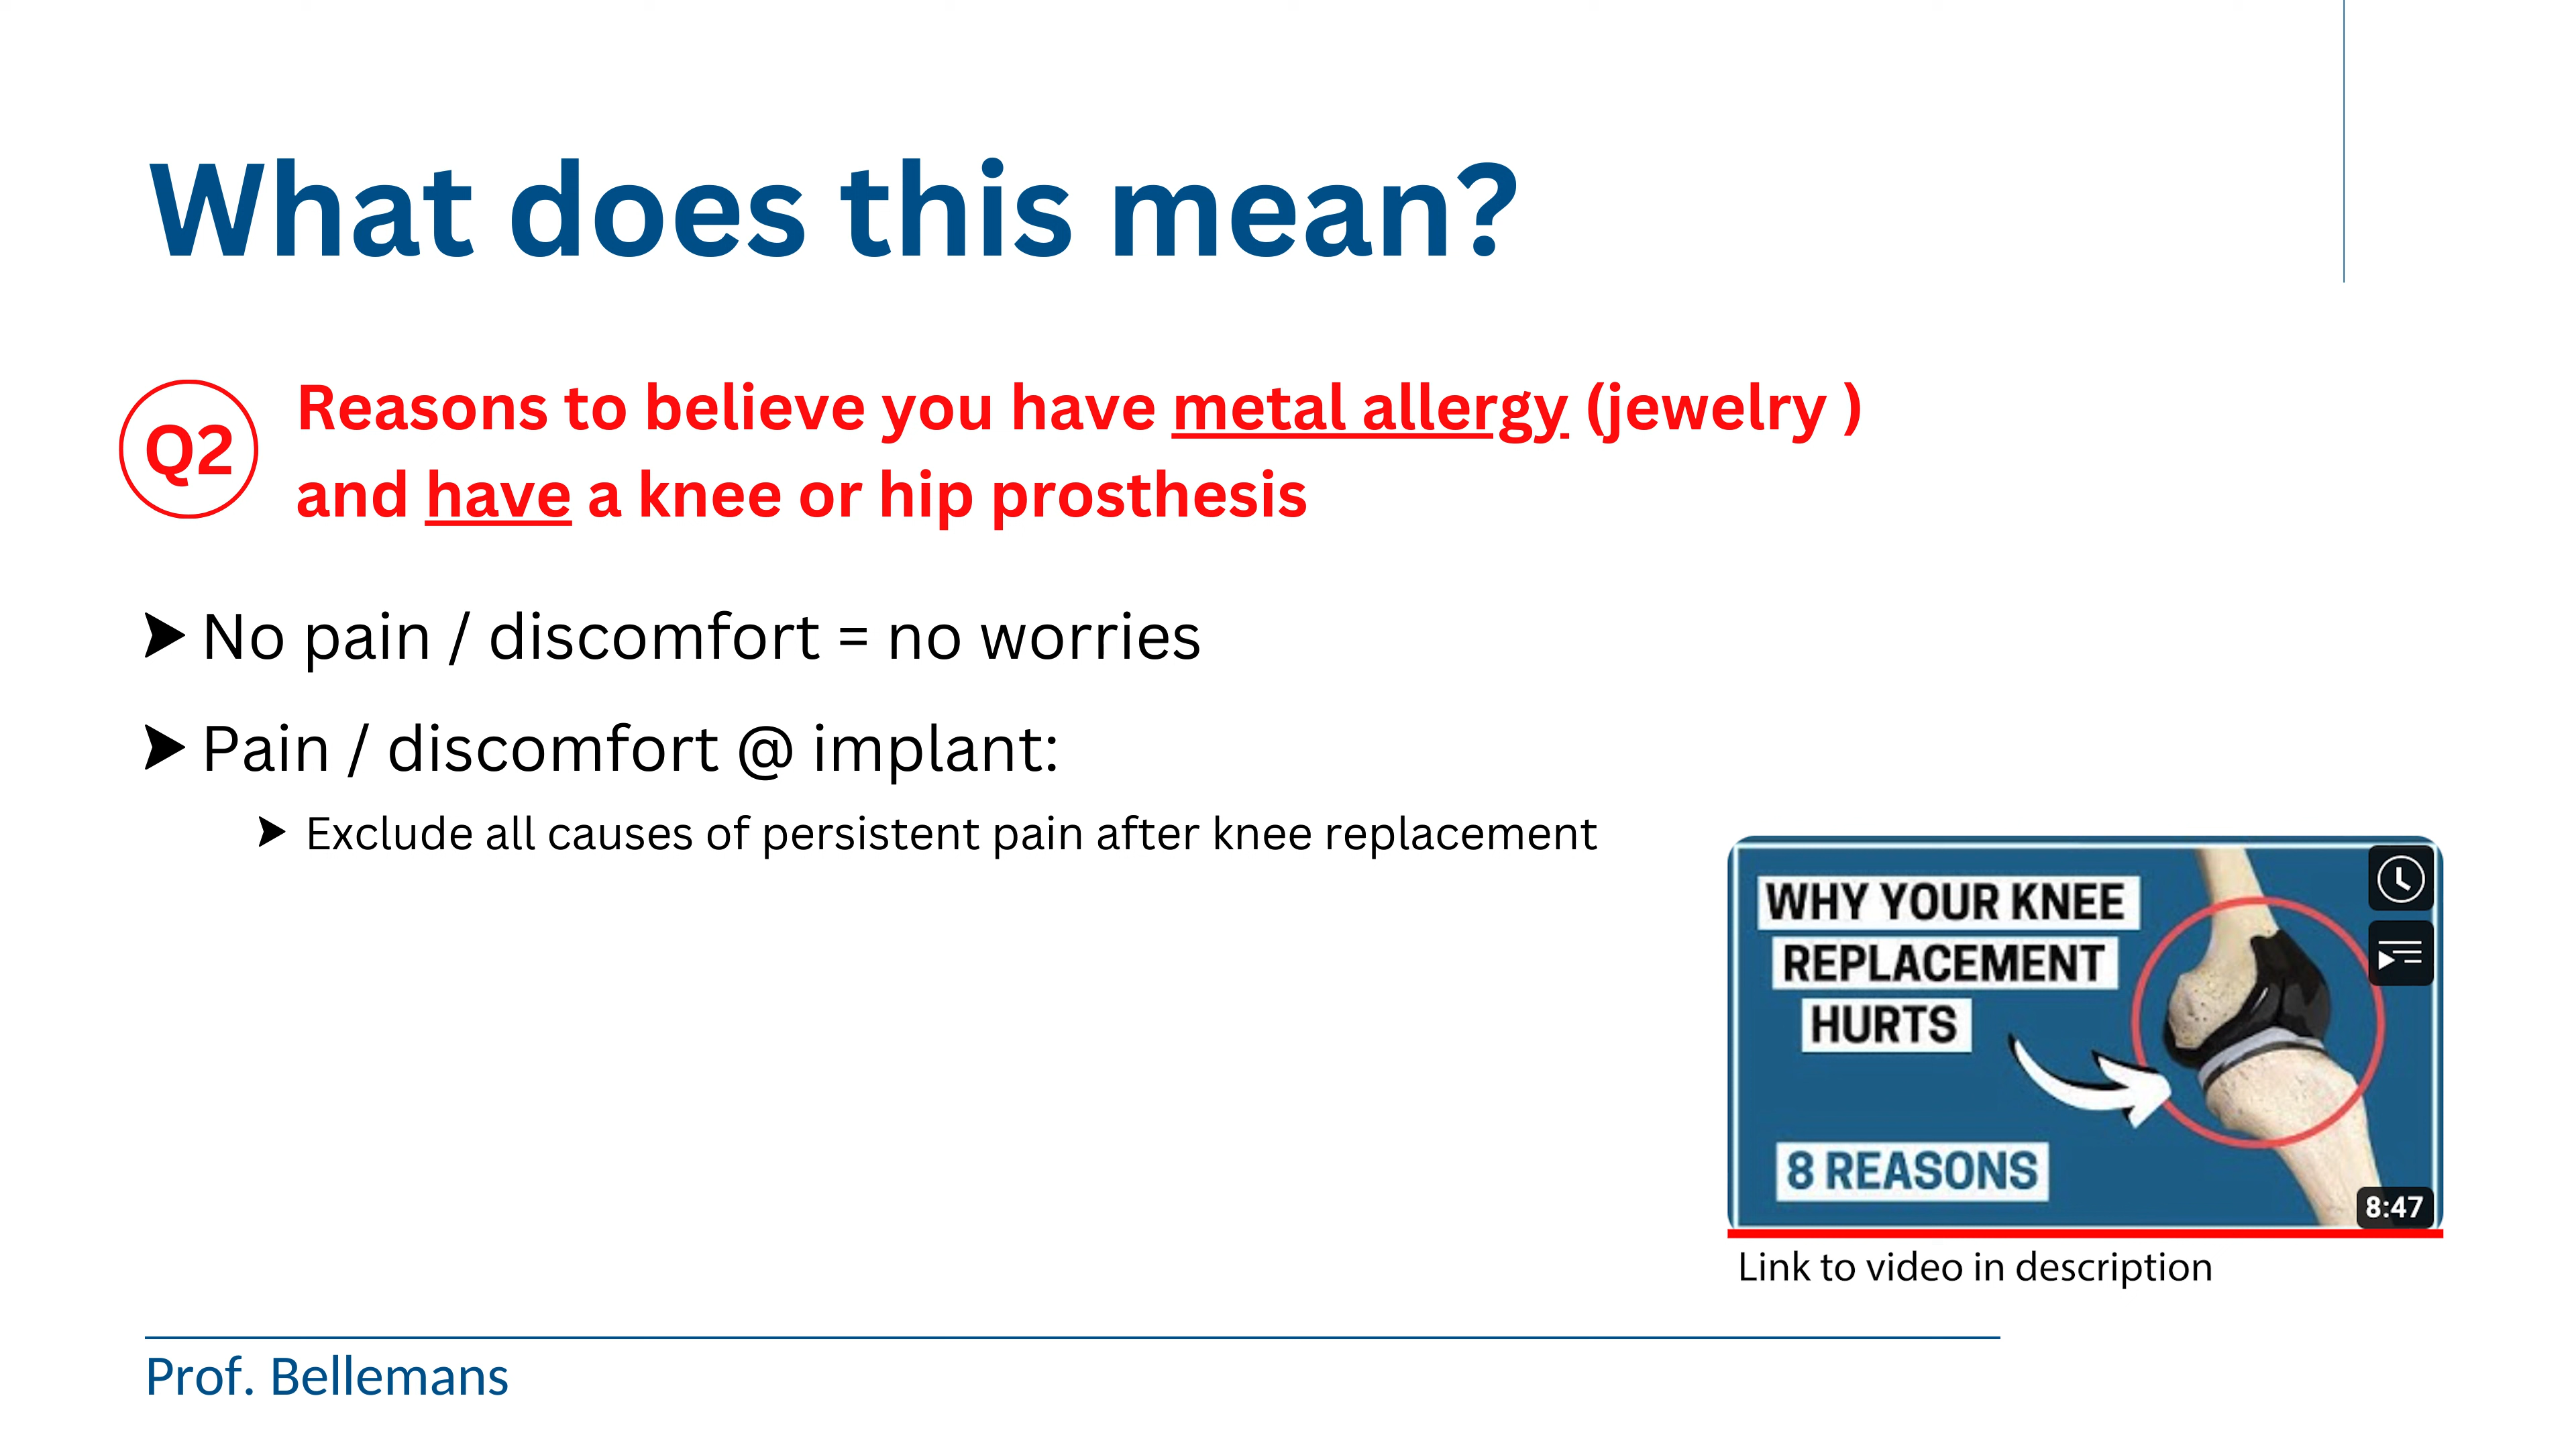 What does this mean?
Q2
Reasons to believe you have metal allergy (jewelry )
and have a knee or hip prosthesis
➤ No pain / discomfort = no worries
➤ Pain / discomfort @ implant:
➤ Exclude all causes of persistent pain after knee replacement
WHY YOUR KNEE
REPLACEMENT
HURTS
8 REASONS
8:47
Link to video in description
Prof. Bellemans